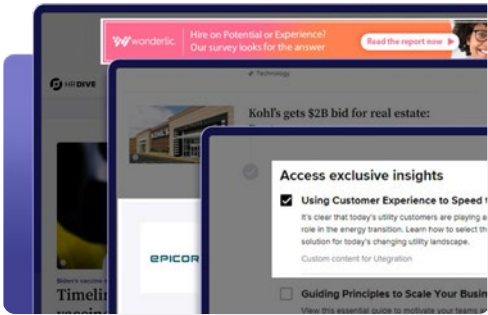 wonderlic.
Hire on Potential or Experience?
Our survey looks for the answer
Read the report now
HR DIVE
Technology
Kohl's gets $2B bid for real estate:
Access exclusive insights
Using Customer Experience to Speed
It's clear that today's utility customers are playing a
role in the energy transition. Learn how to select th
solution for today's changing utility landscape.
Custom content for Utegration
EPICOR
Biden's vaccine
Timelin
Guiding Principles to Scale Your Busin
View this essential guide to motivate your teams